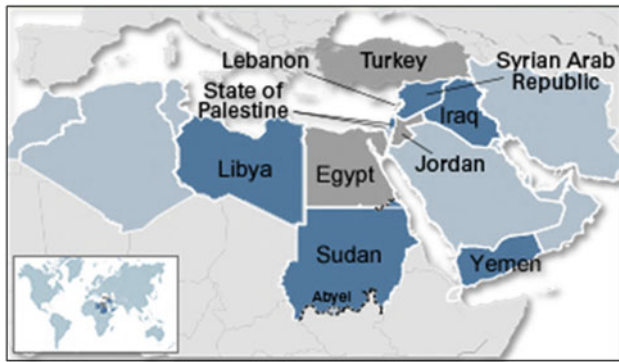 Lebanon
Turkey
Syrian Arab
Republic
State of
Palestine
Iraq
Libya
Egypt
Jordan
Sudan
Yemen
Abyei